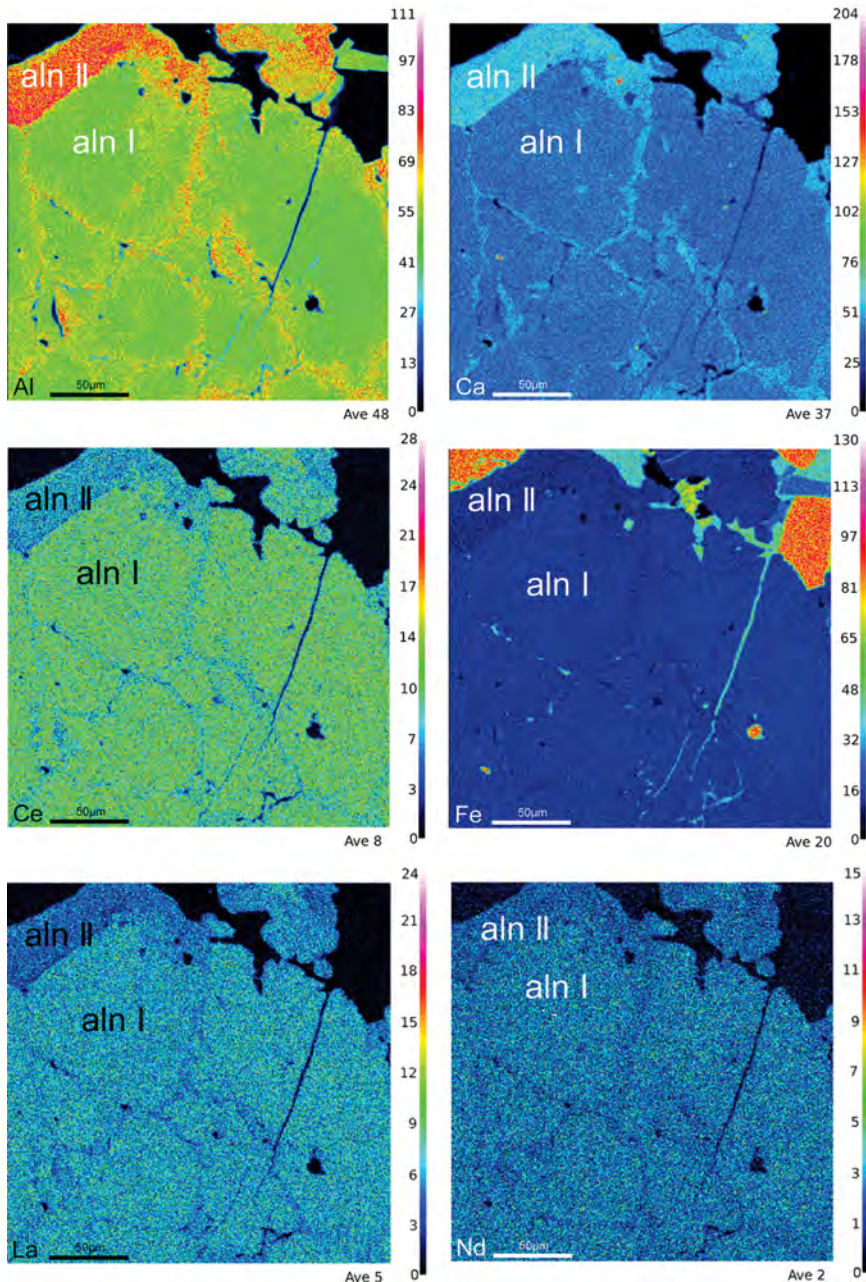 aln II
aln I
Al
50µm
111
97
83
69
55
41
27
13
0
Ave 48
aln II
aln I
Ca
50µm
204
178
153
127
102
76
51
25
0
Ave 37
aln II
aln I
Ce
50µm
28
24
21
17
14
10
7
3
0
Ave 8
aln II
aln I
Fe
50µm
130
113
97
81
65
48
32
16
0
Ave 20
aln II
aln I
La
50µm
24
21
18
15
12
9
6
3
0
Ave 5
aln II
aln I
Nd
50µm
15
13
11
9
7
5
3
1
0
Ave 2